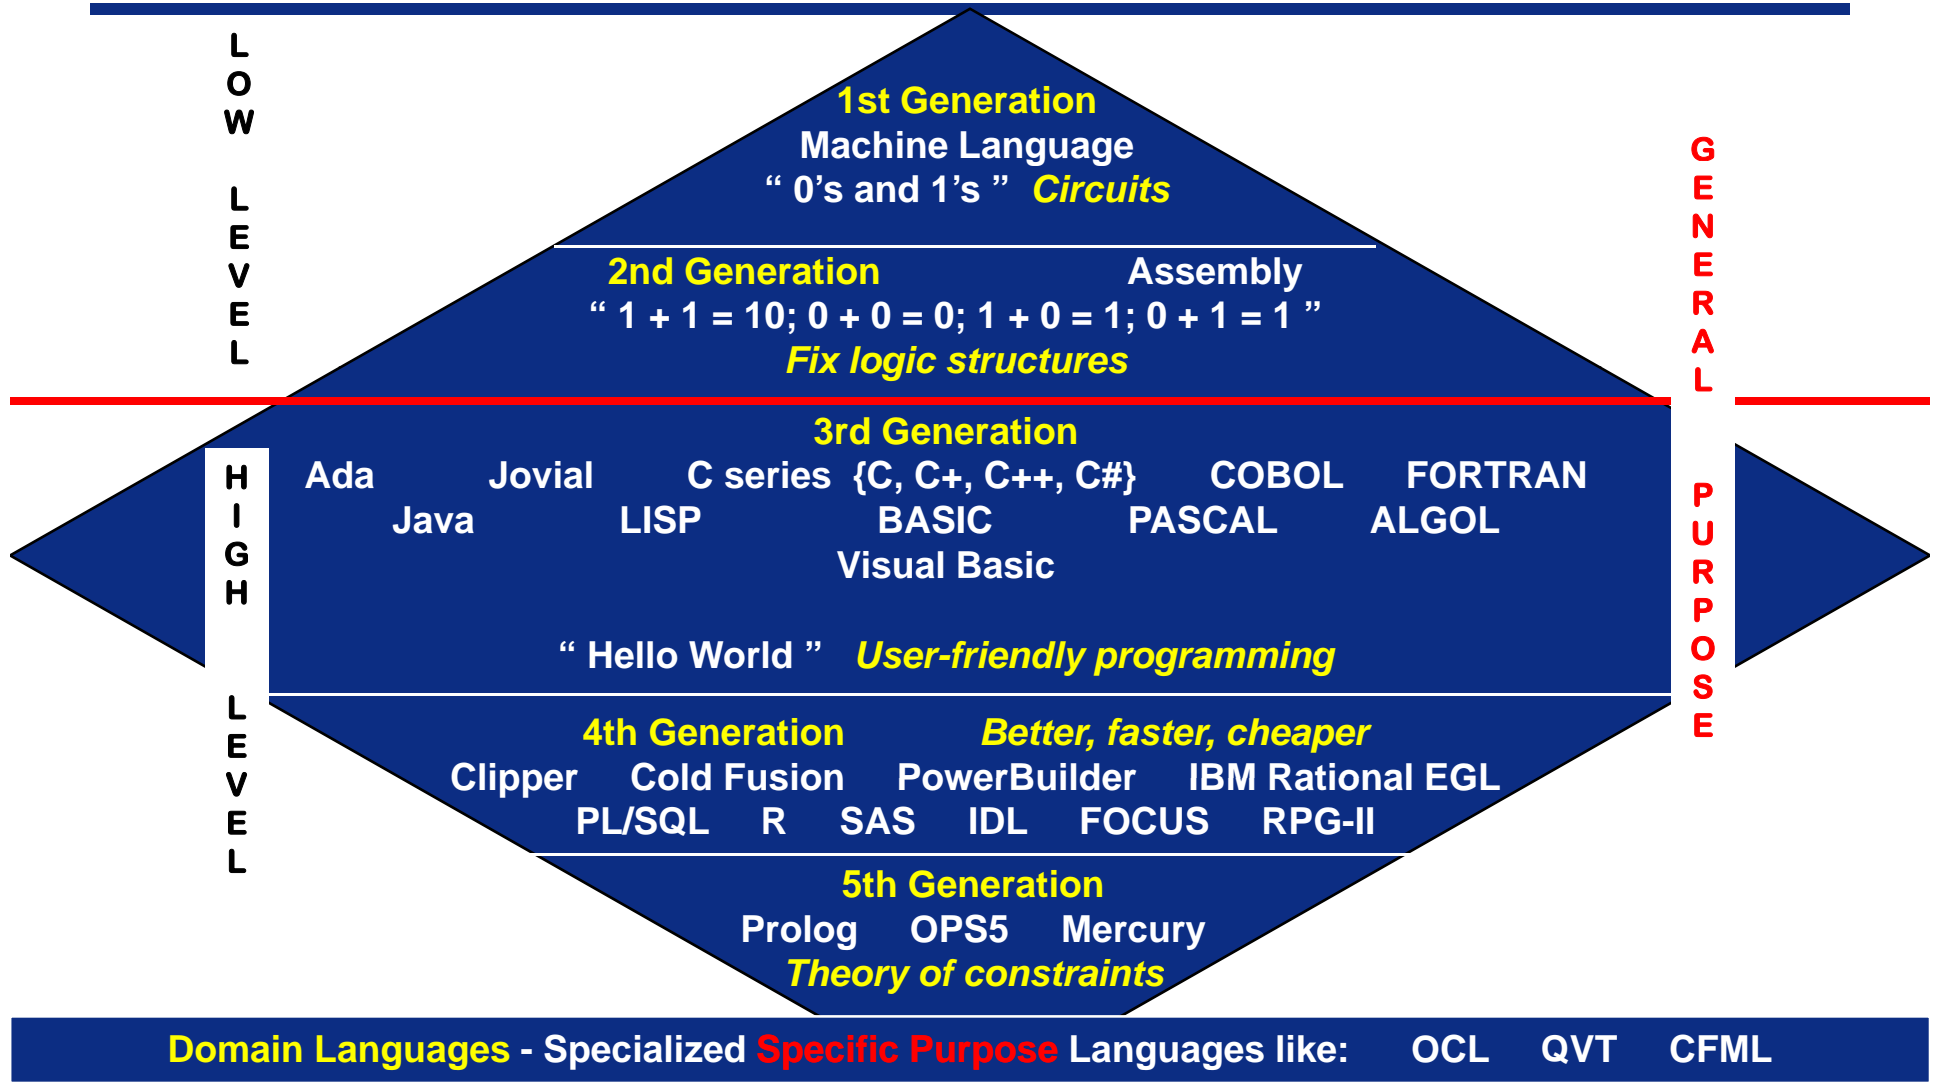 LOW LEVEL
1st Generation
Machine Language
“ 0’s and 1’s ” Circuits
2nd Generation Assembly
“ 1 + 1 = 10; 0 + 0 = 0; 1 + 0 = 1; 0 + 1 = 1 ”
Fix logic structures
HIGH LEVEL
3rd Generation
Ada Jovial C series {C, C+, C++, C#} COBOL FORTRAN
Java LISP BASIC PASCAL ALGOL
Visual Basic
“ Hello World ” User-friendly programming
4th Generation Better, faster, cheaper
Clipper Cold Fusion PowerBuilder IBM Rational EGL
PL/SQL R SAS IDL FOCUS RPG-II
5th Generation
Prolog OPS5 Mercury
Theory of constraints
GENERAL PURPOSE
Domain Languages - Specialized Specific Purpose Languages like: OCL QVT CFML